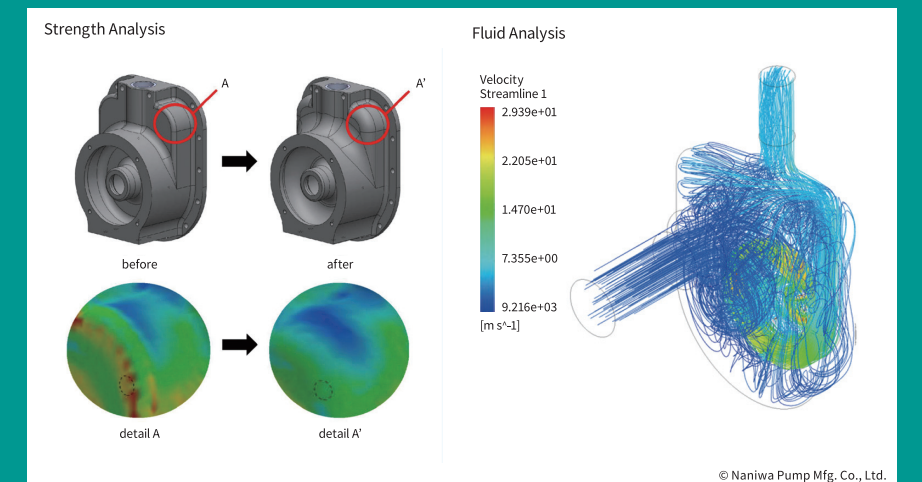 Strength Analysis
A
A’
before
after
detail A
detail A’
Fluid Analysis
Velocity
Streamline 1
2.939e+01
2.205e+01
1.470e+01
7.355e+00
9.216e+03
[m s^-1]
© Naniwa Pump Mfg. Co., Ltd.